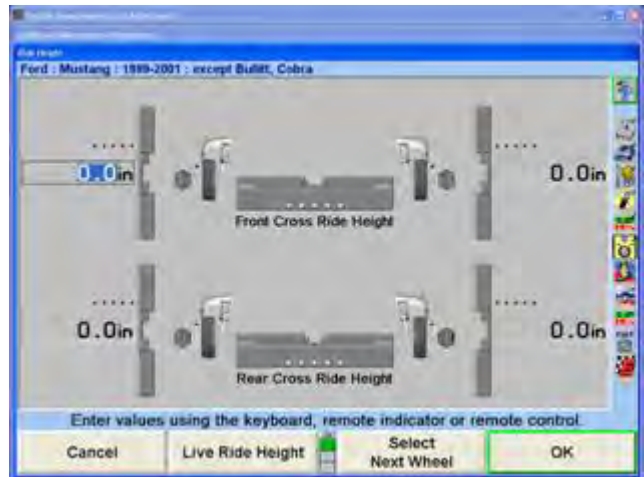 Ford : Mustang : 1999-2001 : except Bullitt, Cobra
0.0in
0.0in
Front Cross Ride Height
0.0in
0.0in
Rear Cross Ride Height
Enter values using the keyboard, remote indicator or remote control.
Cancel
Live Ride Height
Select
Next Wheel
OK